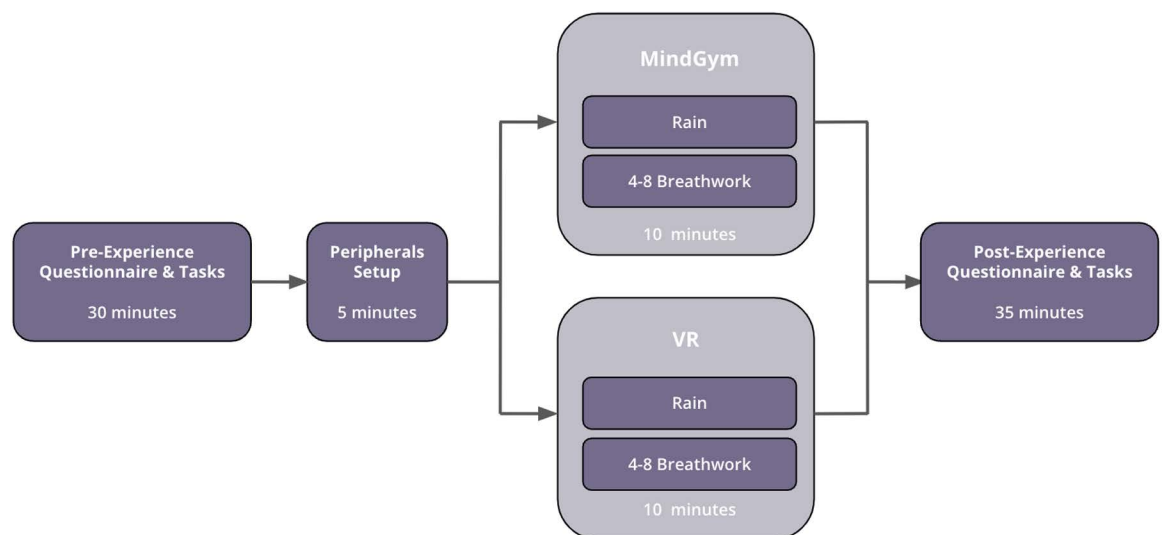 Pre-Experience
Questionnaire & Tasks
30 minutes
Peripherals
Setup
5 minutes
MindGym
Rain
4-8 Breathwork
10 minutes
VR
Rain
4-8 Breathwork
10 minutes
Post-Experience
Questionnaire & Tasks
35 minutes